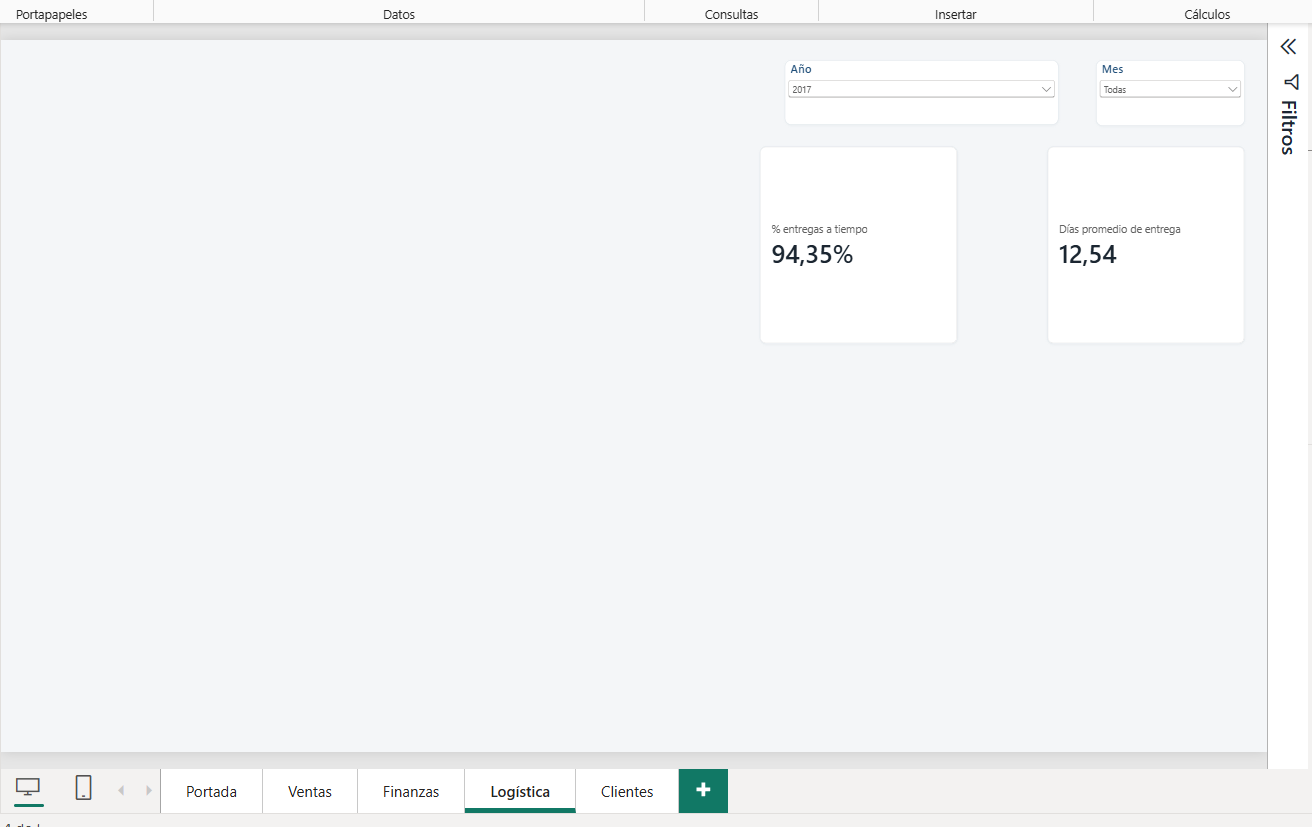 Portapapeles Datos Consultas Insertar Cálculos
Año
2017
Mes
Todas
Filtros
% entregas a tiempo
94,35%
Días promedio de entrega
12,54
Portada Ventas Finanzas Logística Clientes